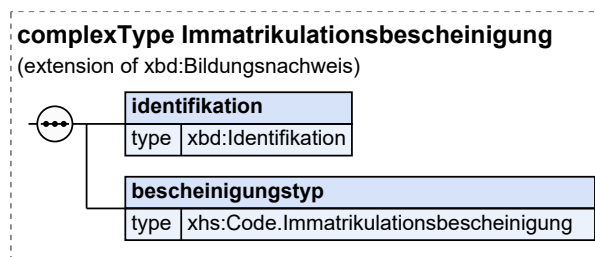 complexType Immatrikulationsbescheinigung
(extension of xbd:Bildungsnachweis)
identifikation
type xbd:Identifikation
bescheinigungstyp
type xhs:Code.Immatrikulationsbescheinigung